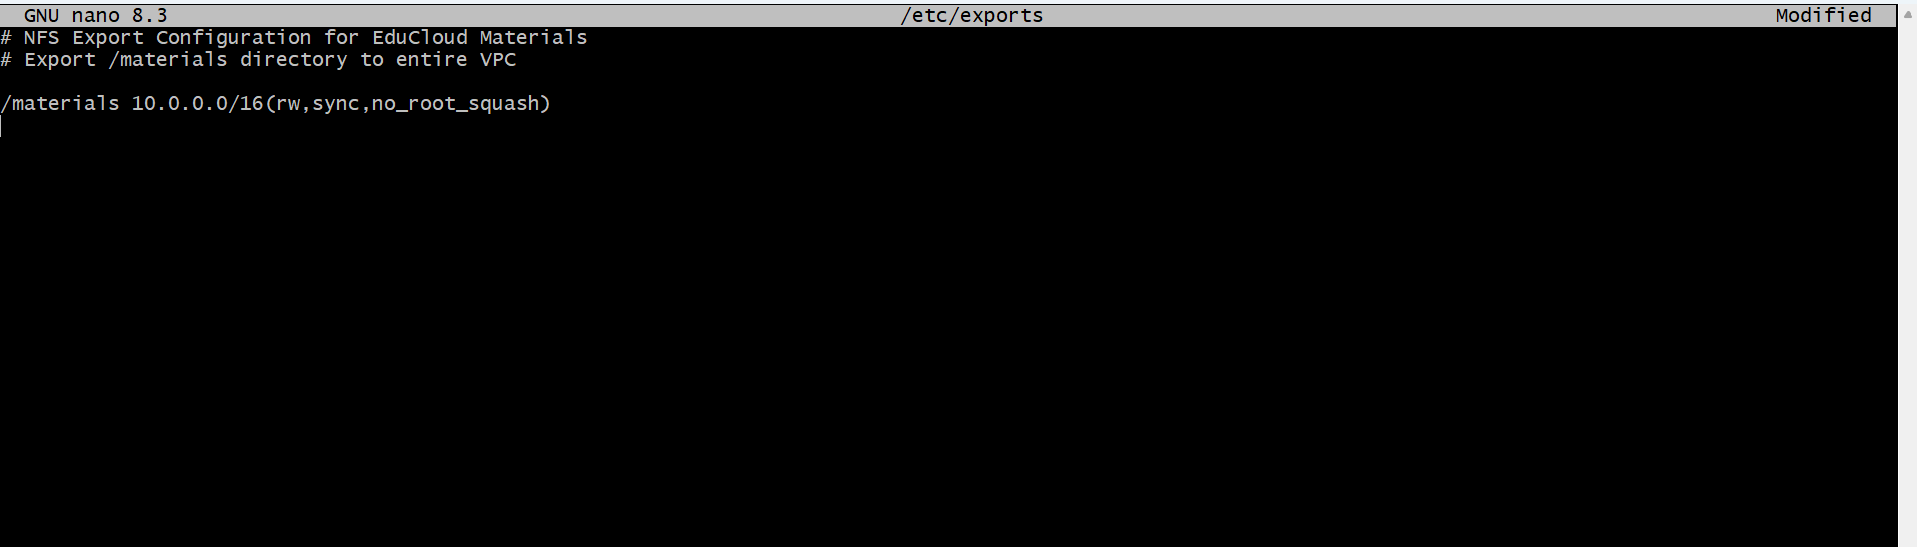 GNU nano 8.3 /etc/exports Modified
# NFS Export Configuration for EduCloud Materials
# Export /materials directory to entire VPC
/materials 10.0.0.0/16(rw,sync,no_root_squash)